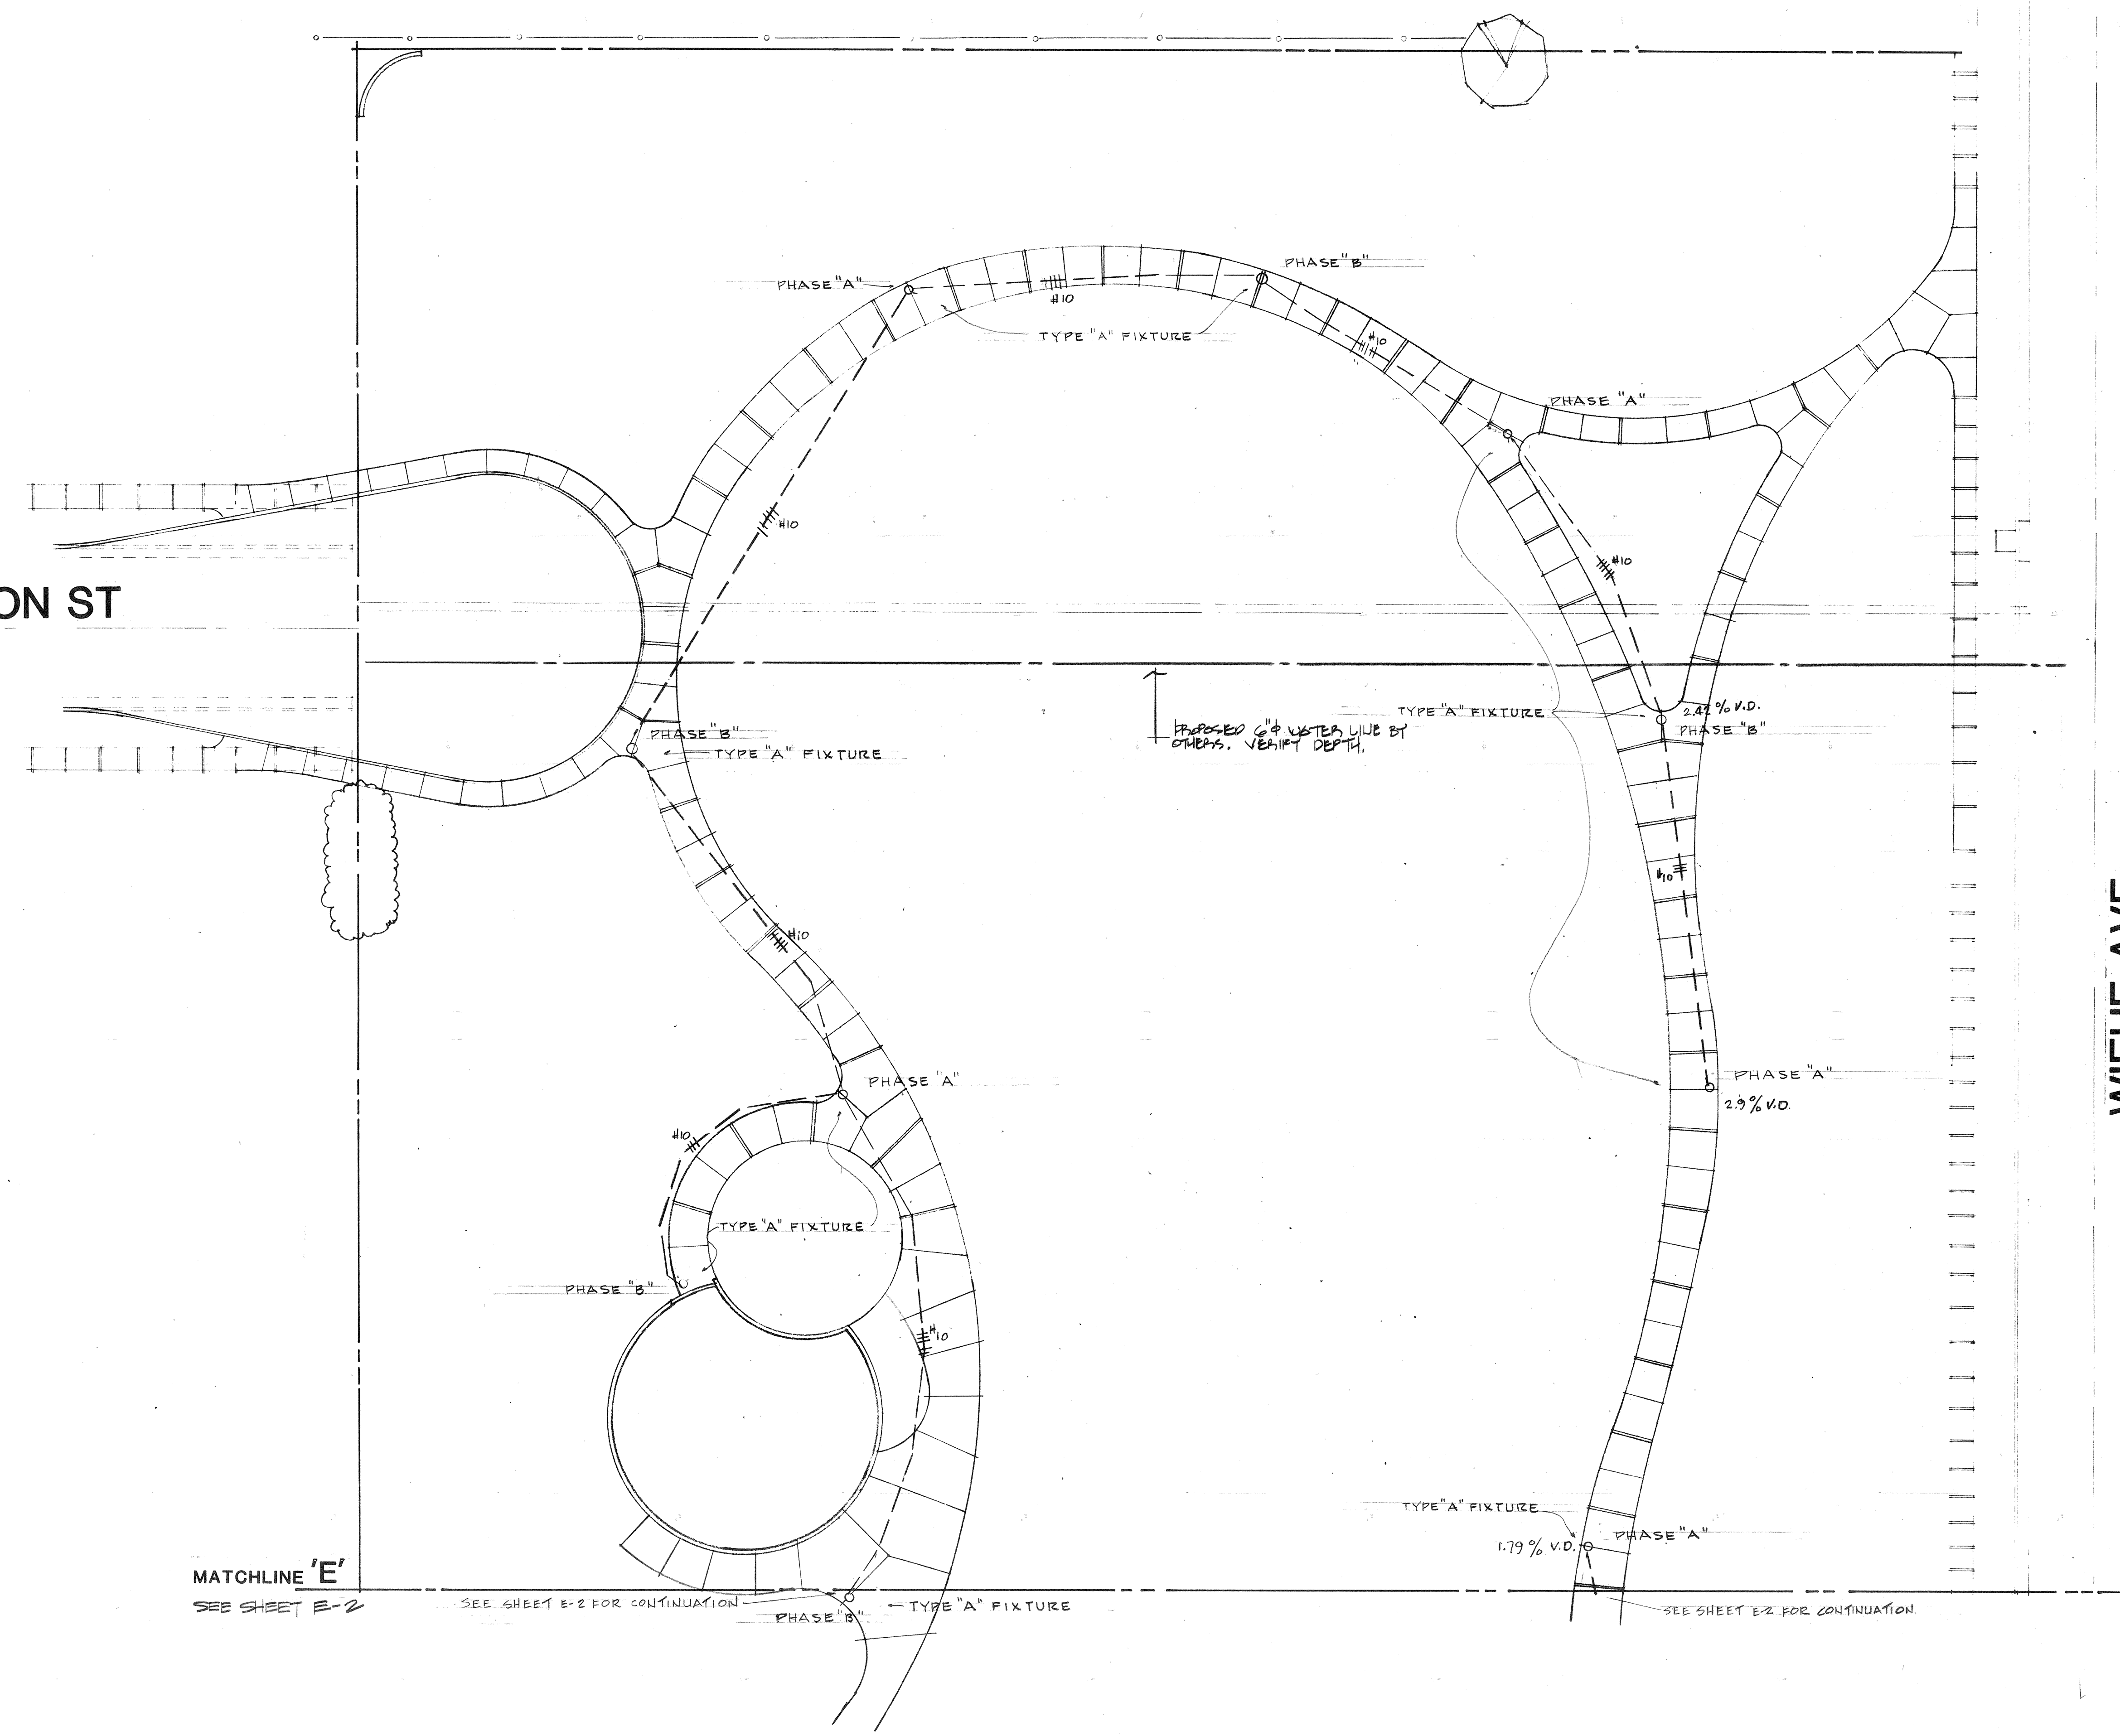 PHASE "B"
PHASE "A"
#10
TYPE "A" FIXTURE
#10
PHASE "A"
#10
#10
ON ST
2.42 % V.D.
TYPE "A" FIXTURE
PHASE "B"
PROPOSED 6"⌀ WATER LINE BY
OTHERS. VERIFY DEPTH.
PHASE "B"
TYPE "A" FIXTURE
#10
#10
PHASE "A"
PHASE "A"
2.9 % V.D.
#10
TYPE "A" FIXTURE
PHASE "B"
#10
TYPE "A" FIXTURE
PHASE "A"
1.79 % V.D.
MATCHLINE 'E'
SEE SHEET E-2
SEE SHEET E-2 FOR CONTINUATION
TYPE "A" FIXTURE
PHASE "B"
SEE SHEET E-2 FOR CONTINUATION